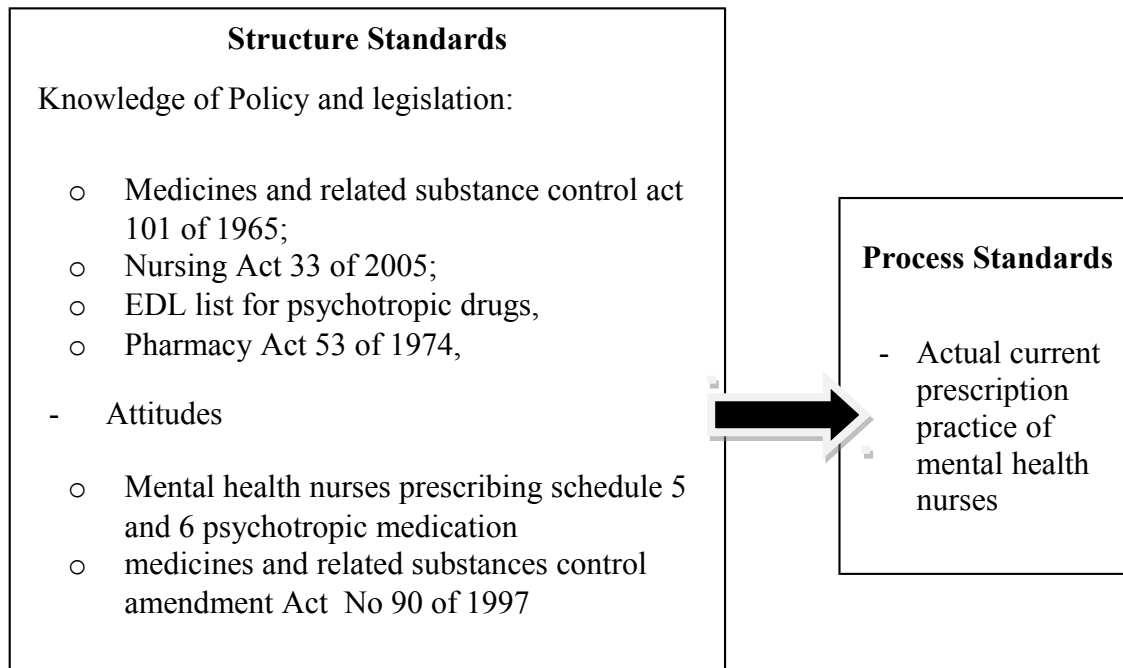 Structure Standards
Knowledge of Policy and legislation:
o Medicines and related substance control act
101 of 1965;
o Nursing Act 33 of 2005;
o EDL list for psychotropic drugs,
o Pharmacy Act 53 of 1974,
- Attitudes
o Mental health nurses prescribing schedule 5
and 6 psychotropic medication
o medicines and related substances control
amendment Act No 90 of 1997
Process Standards
- Actual current
prescription
practice of
mental health
nurses